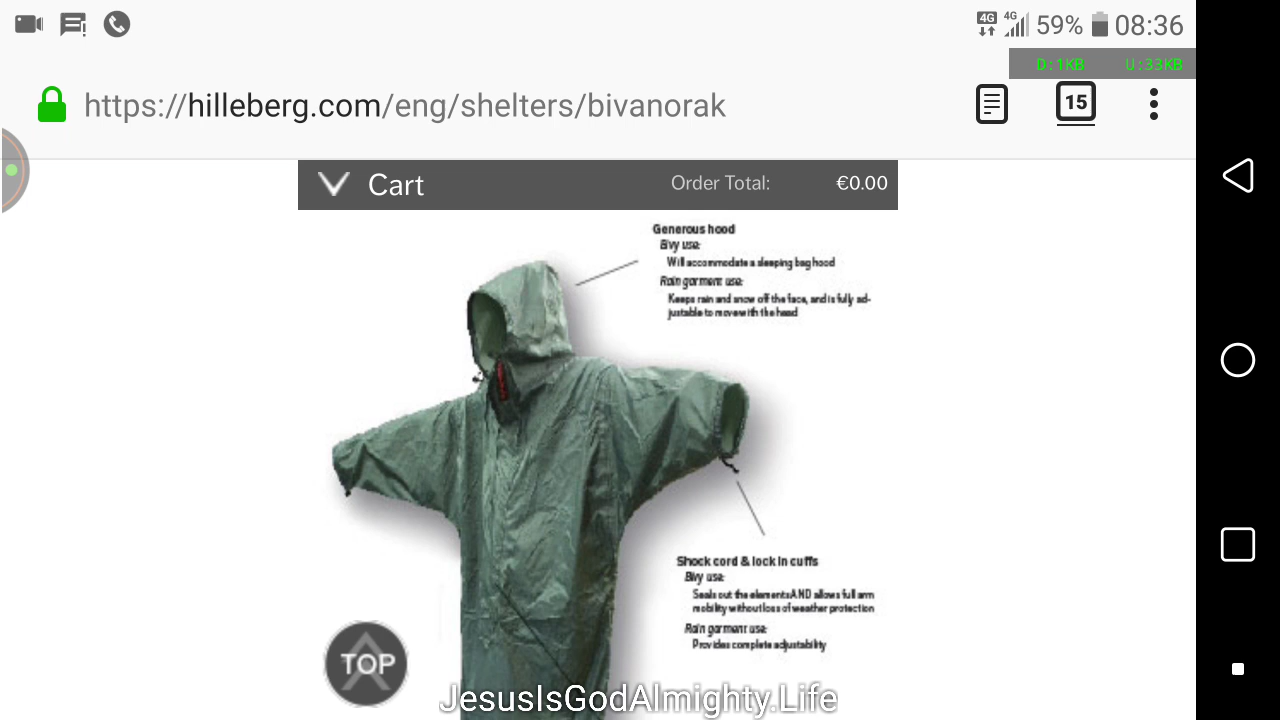 4G 4G 59% 08:36
D:1KB U:33KB
https://hilleberg.com/eng/shelters/bivanorak
15
Cart Order Total: €0.00
Generous hood
Bivy use:
Will accommodate a sleeping bag hood
Rain garment use:
Keeps rain and snow off the face, and is fully ad-
justable to move with the head
Shock cord & lock in cuffs
Bivy use:
Seals out the elements AND allows full arm
mobility without loss of weather protection
Rain garment use:
Provides complete adjustability
TOP
JesusIsGodAlmighty.Life